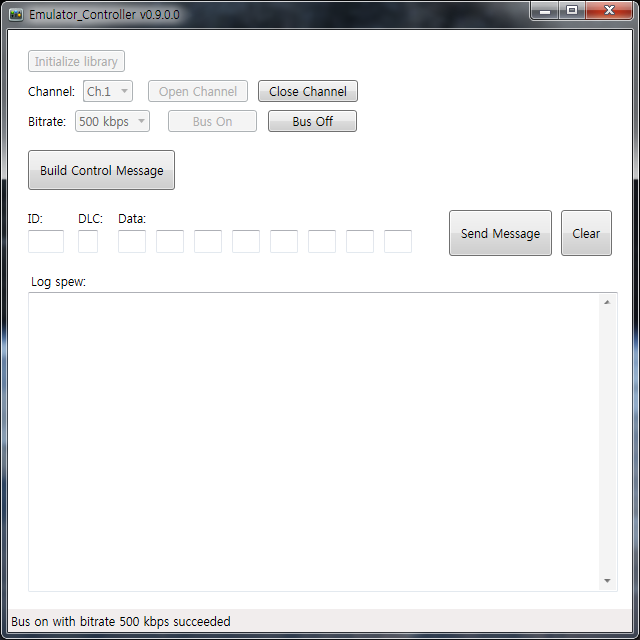 Emulator_Controller v0.9.0.0
Initialize library
Channel: Ch.1 Open Channel Close Channel
Bitrate: 500 kbps Bus On Bus Off
Build Control Message
ID: DLC: Data:
Send Message Clear
Log spew:
Bus on with bitrate 500 kbps succeeded